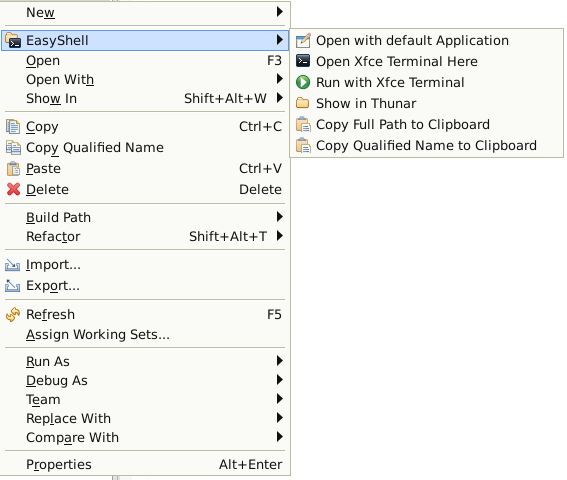 New
EasyShell
Open F3
Open With
Show In Shift+Alt+W
Copy Ctrl+C
Copy Qualified Name
Paste Ctrl+V
Delete Delete
Build Path
Refactor Shift+Alt+T
Import...
Export...
Refresh F5
Assign Working Sets...
Run As
Debug As
Team
Replace With
Compare With
Properties Alt+Enter
Open with default Application
Open Xfce Terminal Here
Run with Xfce Terminal
Show in Thunar
Copy Full Path to Clipboard
Copy Qualified Name to Clipboard